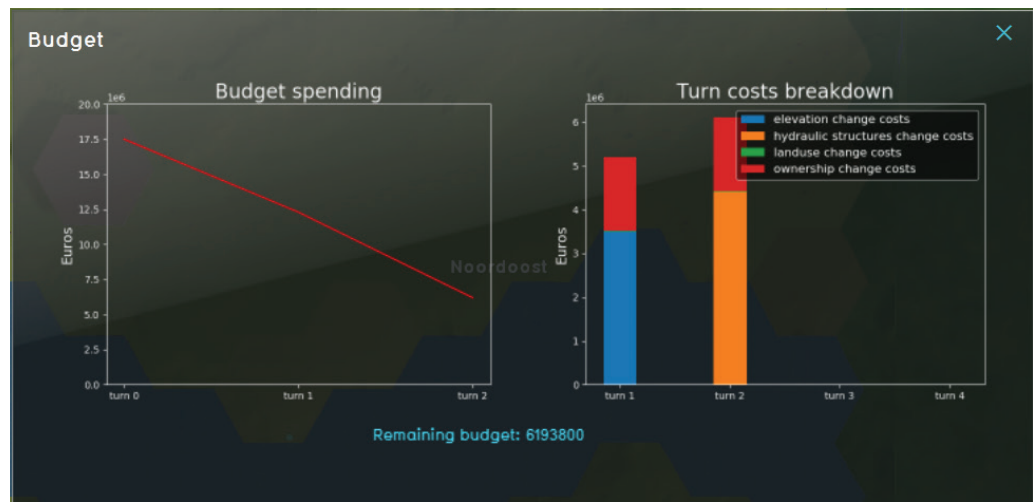 Budget
Budget spending
1e6
20.0
17.5
15.0
12.5
10.0
7.5
5.0
2.5
0.0
Euros
turn 0 turn 1 turn 2
Turn costs breakdown
1e6
6
5
4
3
2
1
0
Euros
elevation change costs
hydraulic structures change costs
landuse change costs
ownership change costs
turn 1 turn 2 turn 3 turn 4
Noordoost
Remaining budget: 6193800